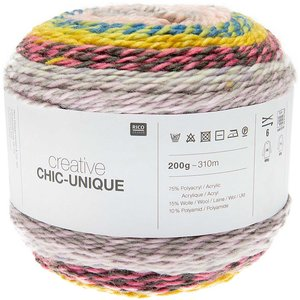 RICO
creative
CHIC-UNIQUE
200g ~310m
75% Polyacryl / Acrylic
Acrylique / Acryl
15% Wolle / Wool / Laine / Wol / Uld
10% Polyamid / Polyamide
6